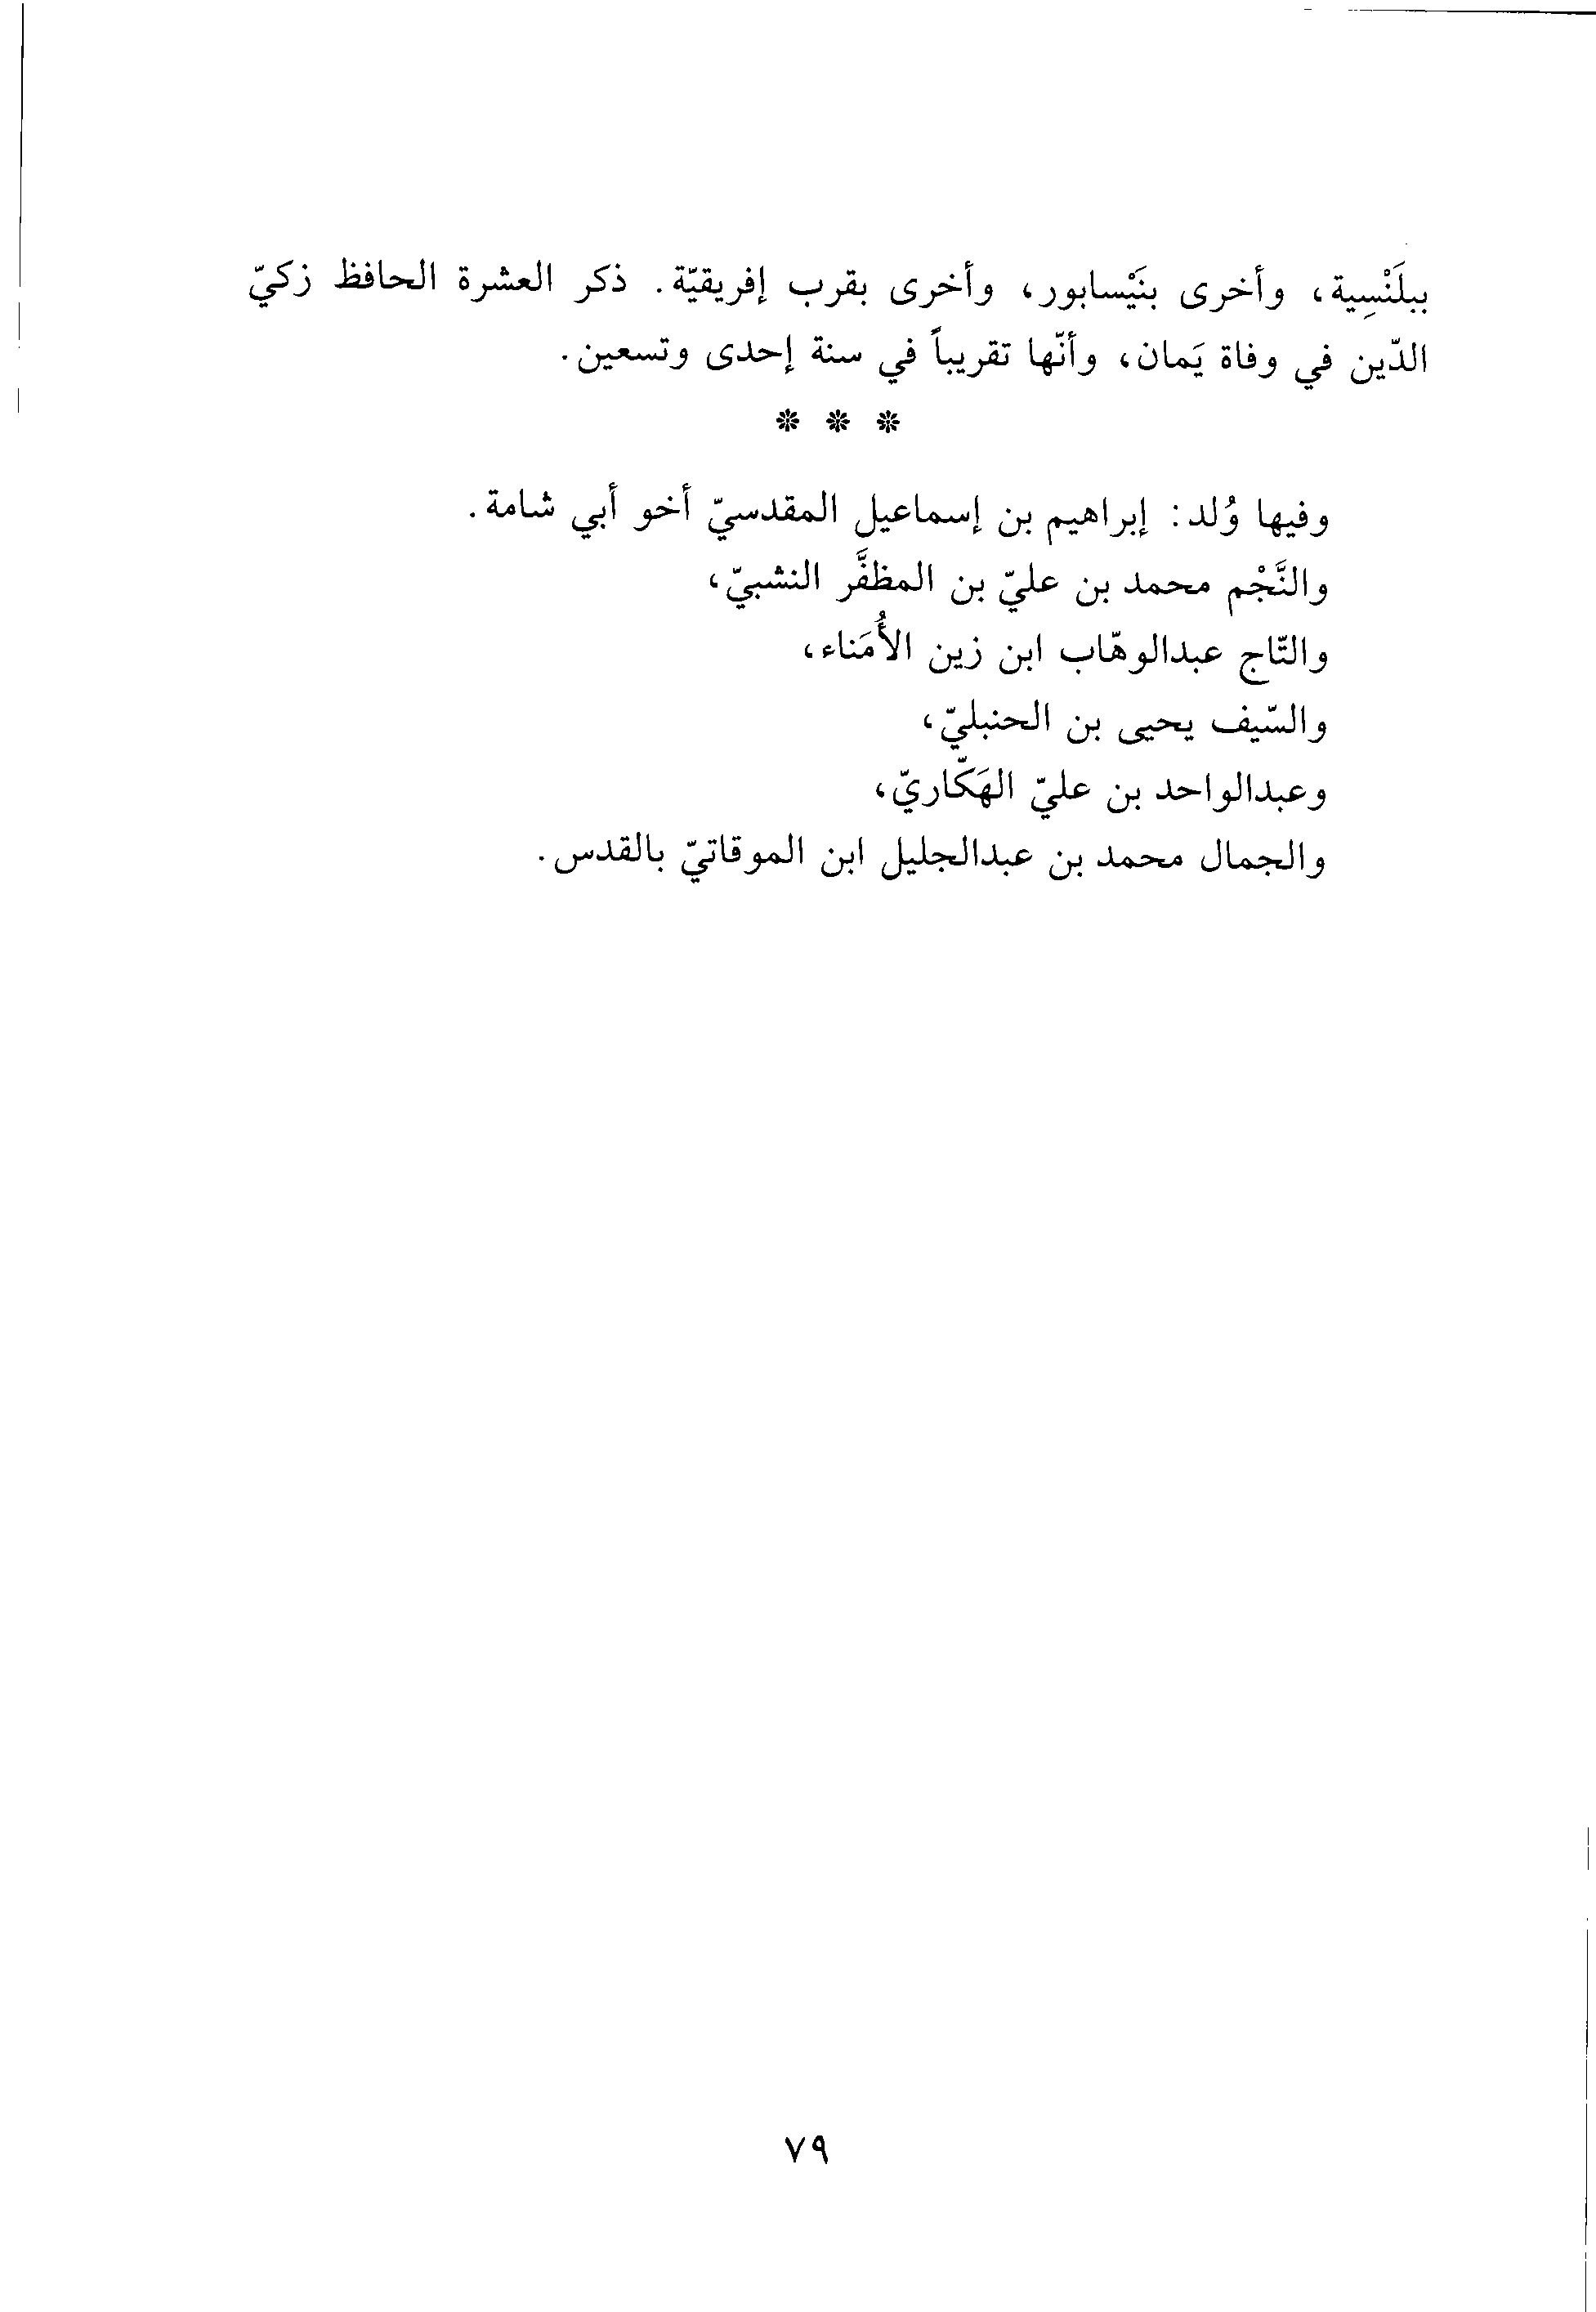 ببلَنْسِية، وأخرى بنَيْسابور، وأخرى بقرب إفريقيّة. ذكر العشرة الحافظ زكيّ
الدّين في وفاة يَمان، وأنّها تقريباً في سنة إحدى وتسعين.
* * *
وفيها وُلد: إبراهيم بن إسماعيل المقدسيّ أخو أبي شامة.
والنَّجْم محمد بن عليّ بن المظفَّر النشبيّ،
والتّاج عبدالوهّاب ابن زين الأُمَناء،
والسّيف يحيى بن الحنبليّ،
وعبدالواحد بن عليّ الهَكّاريّ،
والجمال محمد بن عبدالجليل ابن الموقاتيّ بالقدس.
٧٩